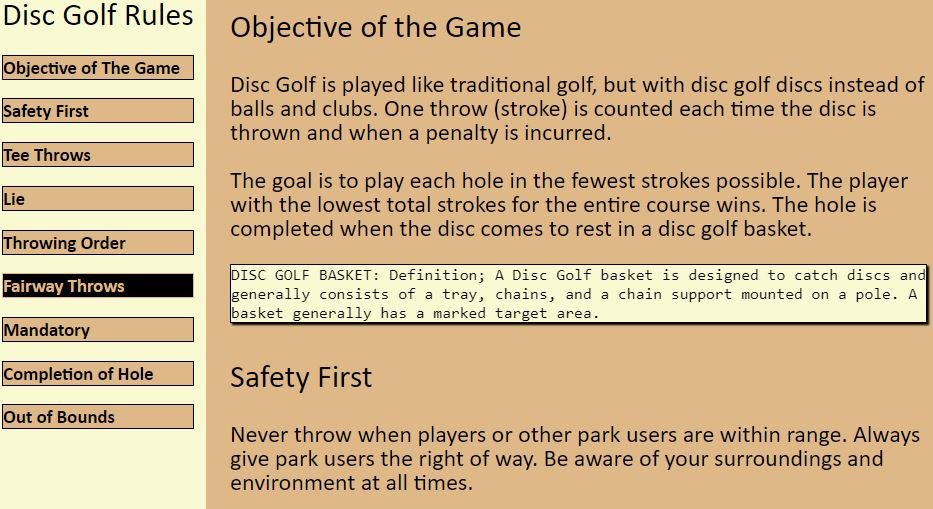 Disc Golf Rules
Objective of The Game
Safety First
Tee Throws
Lie
Throwing Order
Fairway Throws
Mandatory
Completion of Hole
Out of Bounds
Objective of the Game
Disc Golf is played like traditional golf, but with disc golf discs instead of
balls and clubs. One throw (stroke) is counted each time the disc is
thrown and when a penalty is incurred.
The goal is to play each hole in the fewest strokes possible. The player
with the lowest total strokes for the entire course wins. The hole is
completed when the disc comes to rest in a disc golf basket.
DISC GOLF BASKET: Definition; A Disc Golf basket is designed to catch discs and
generally consists of a tray, chains, and a chain support mounted on a pole. A
basket generally has a marked target area.
Safety First
Never throw when players or other park users are within range. Always
give park users the right of way. Be aware of your surroundings and
environment at all times.